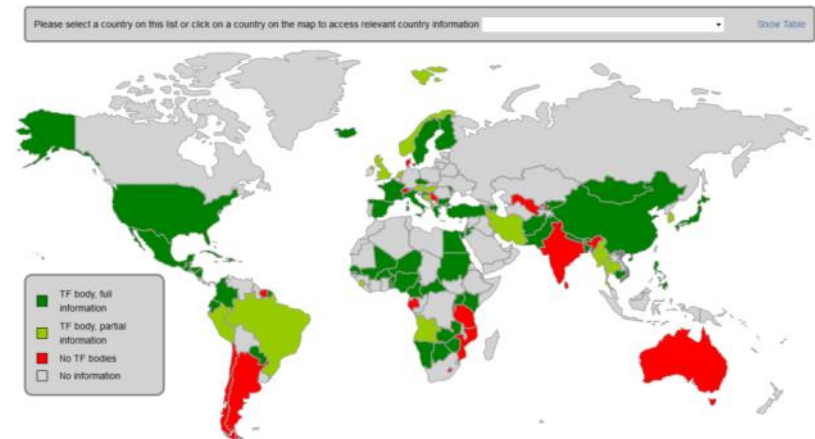 Please select a country on this list or click on a country on the map to access relevant country information
Show Table
TF body, full
information
TF body, partial
information
No TF bodies
No information